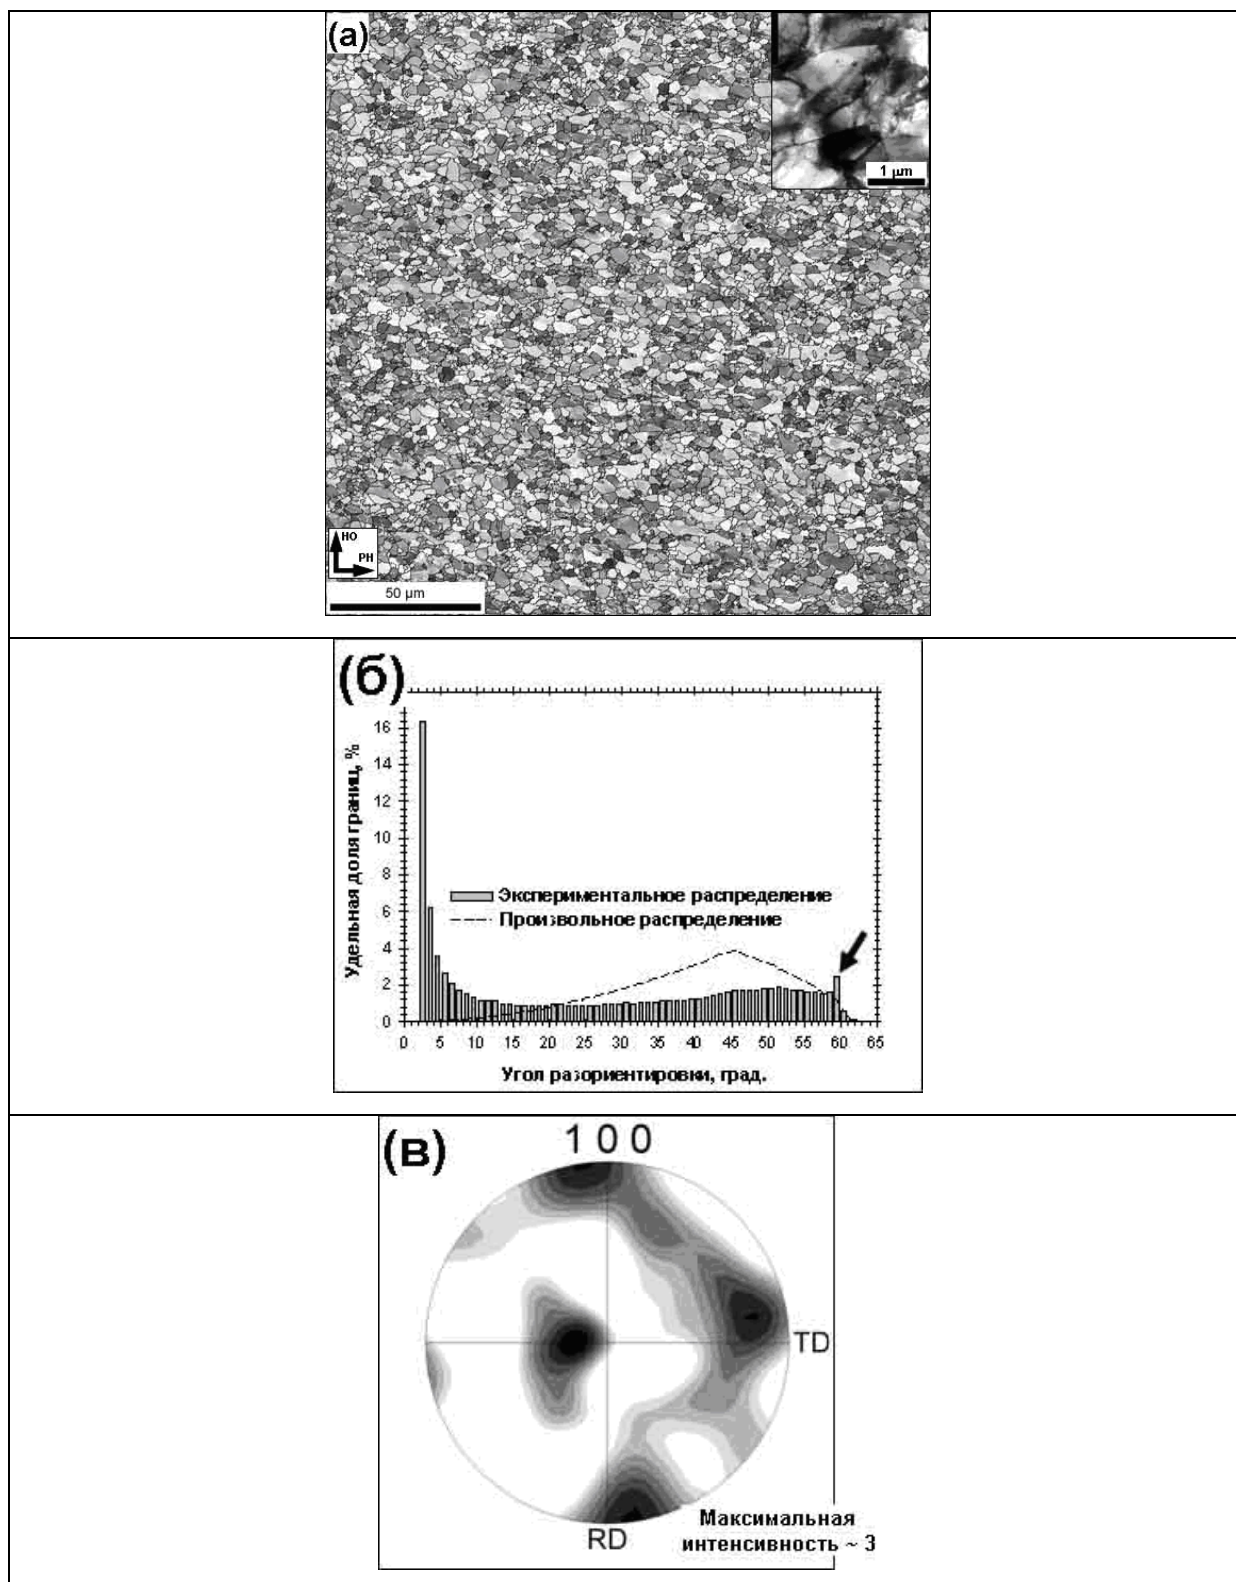 (а)
1 µm
НО
РН
50 µm
(б)
Удельная доля границ, %
16
14
12
10
8
6
4
2
0
Экспериментальное распределение
Произвольное распределение
0 5 10 15 20 25 30 35 40 45 50 55 60 65
Угол разориентировки, град.
(в)
1 0 0
TD
RD
Максимальная
интенсивность ~ 3